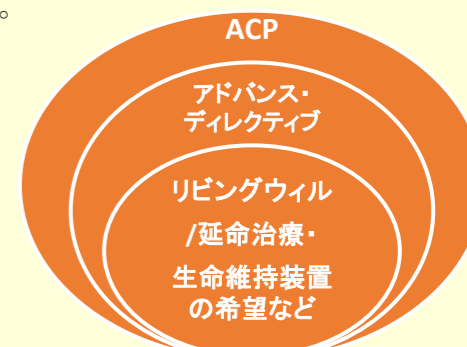 。
ACP
アドバンス・
ディレクティブ
リビングウィル
/延命治療・
生命維持装置
の希望など